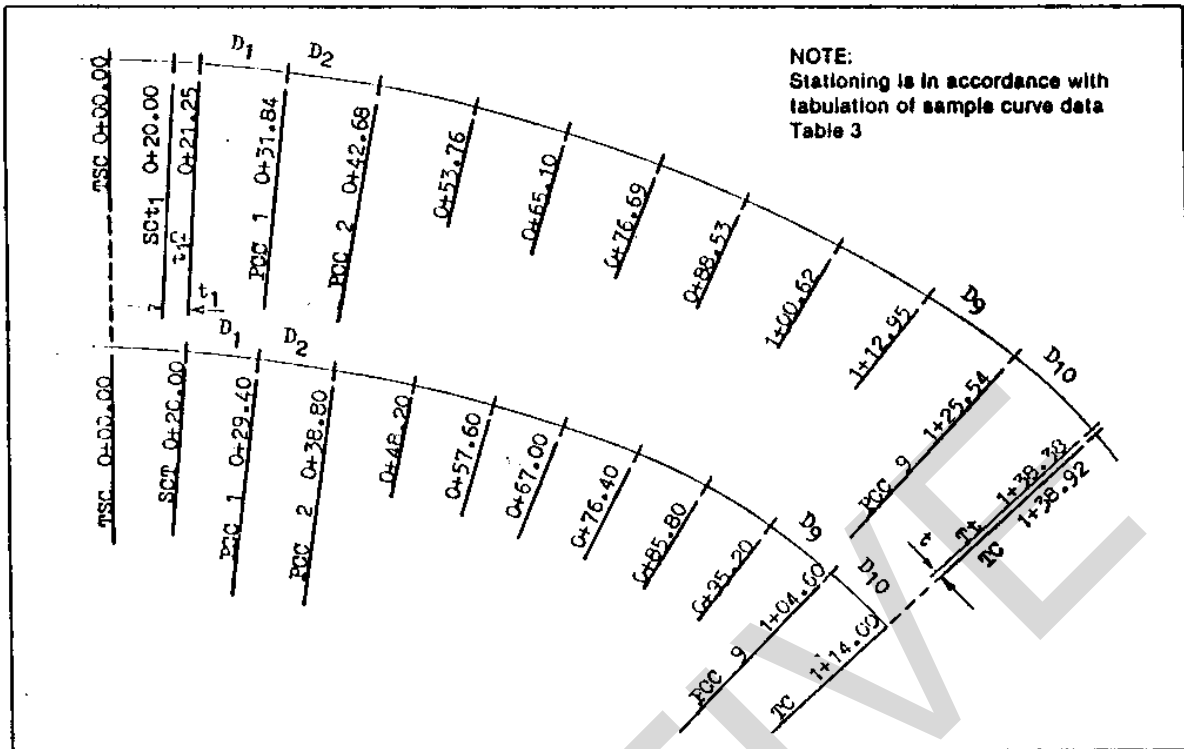 NOTE:
Stationing is in accordance with
tabulation of sample curve data
Table 3
D1
D2
TSC 0+00.00
SCt1 0+20.00
0+21.25
PCC 1 0+31.84
PCC 2 0+42.68
0+53.76
0+65.10
0+76.69
0+88.53
1+00.62
1+12.95
D9
PCC 9 1+25.54
D10
Tt 1+38.38
TC 1+38.92
t1
D1
D2
TSC 0+00.00
SCT 0+20.00
PCC 1 0+29.40
PCC 2 0+38.80
0+48.20
0+57.60
0+67.00
0+76.40
0+85.80
0+95.20
D9
PCC 9 1+04.60
D10
TC 1+14.00